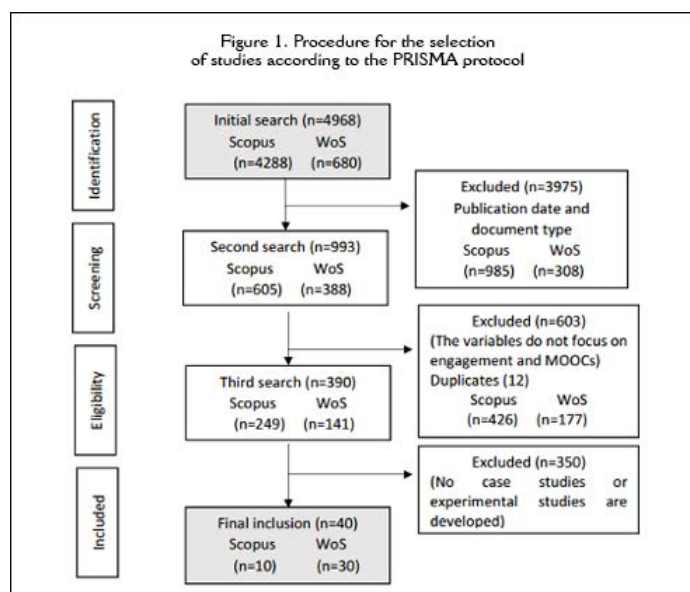 Figure 1. Procedure for the selection
of studies according to the PRISMA protocol
Identification
Initial search (n=4968)
Scopus WoS
(n=4288) (n=680)
Excluded (n=3975)
Publication date and
document type
Scopus WoS
(n=985) (n=308)
Screening
Second search (n=993)
Scopus WoS
(n=605) (n=388)
Excluded (n=603)
(The variables do not focus on
engagement and MOOCs)
Duplicates (12)
Scopus WoS
(n=426) (n=177)
Eligibility
Third search (n=390)
Scopus WoS
(n=249) (n=141)
Excluded (n=350)
(No case studies or
experimental studies are
developed)
Included
Final inclusion (n=40)
Scopus WoS
(n=10) (n=30)